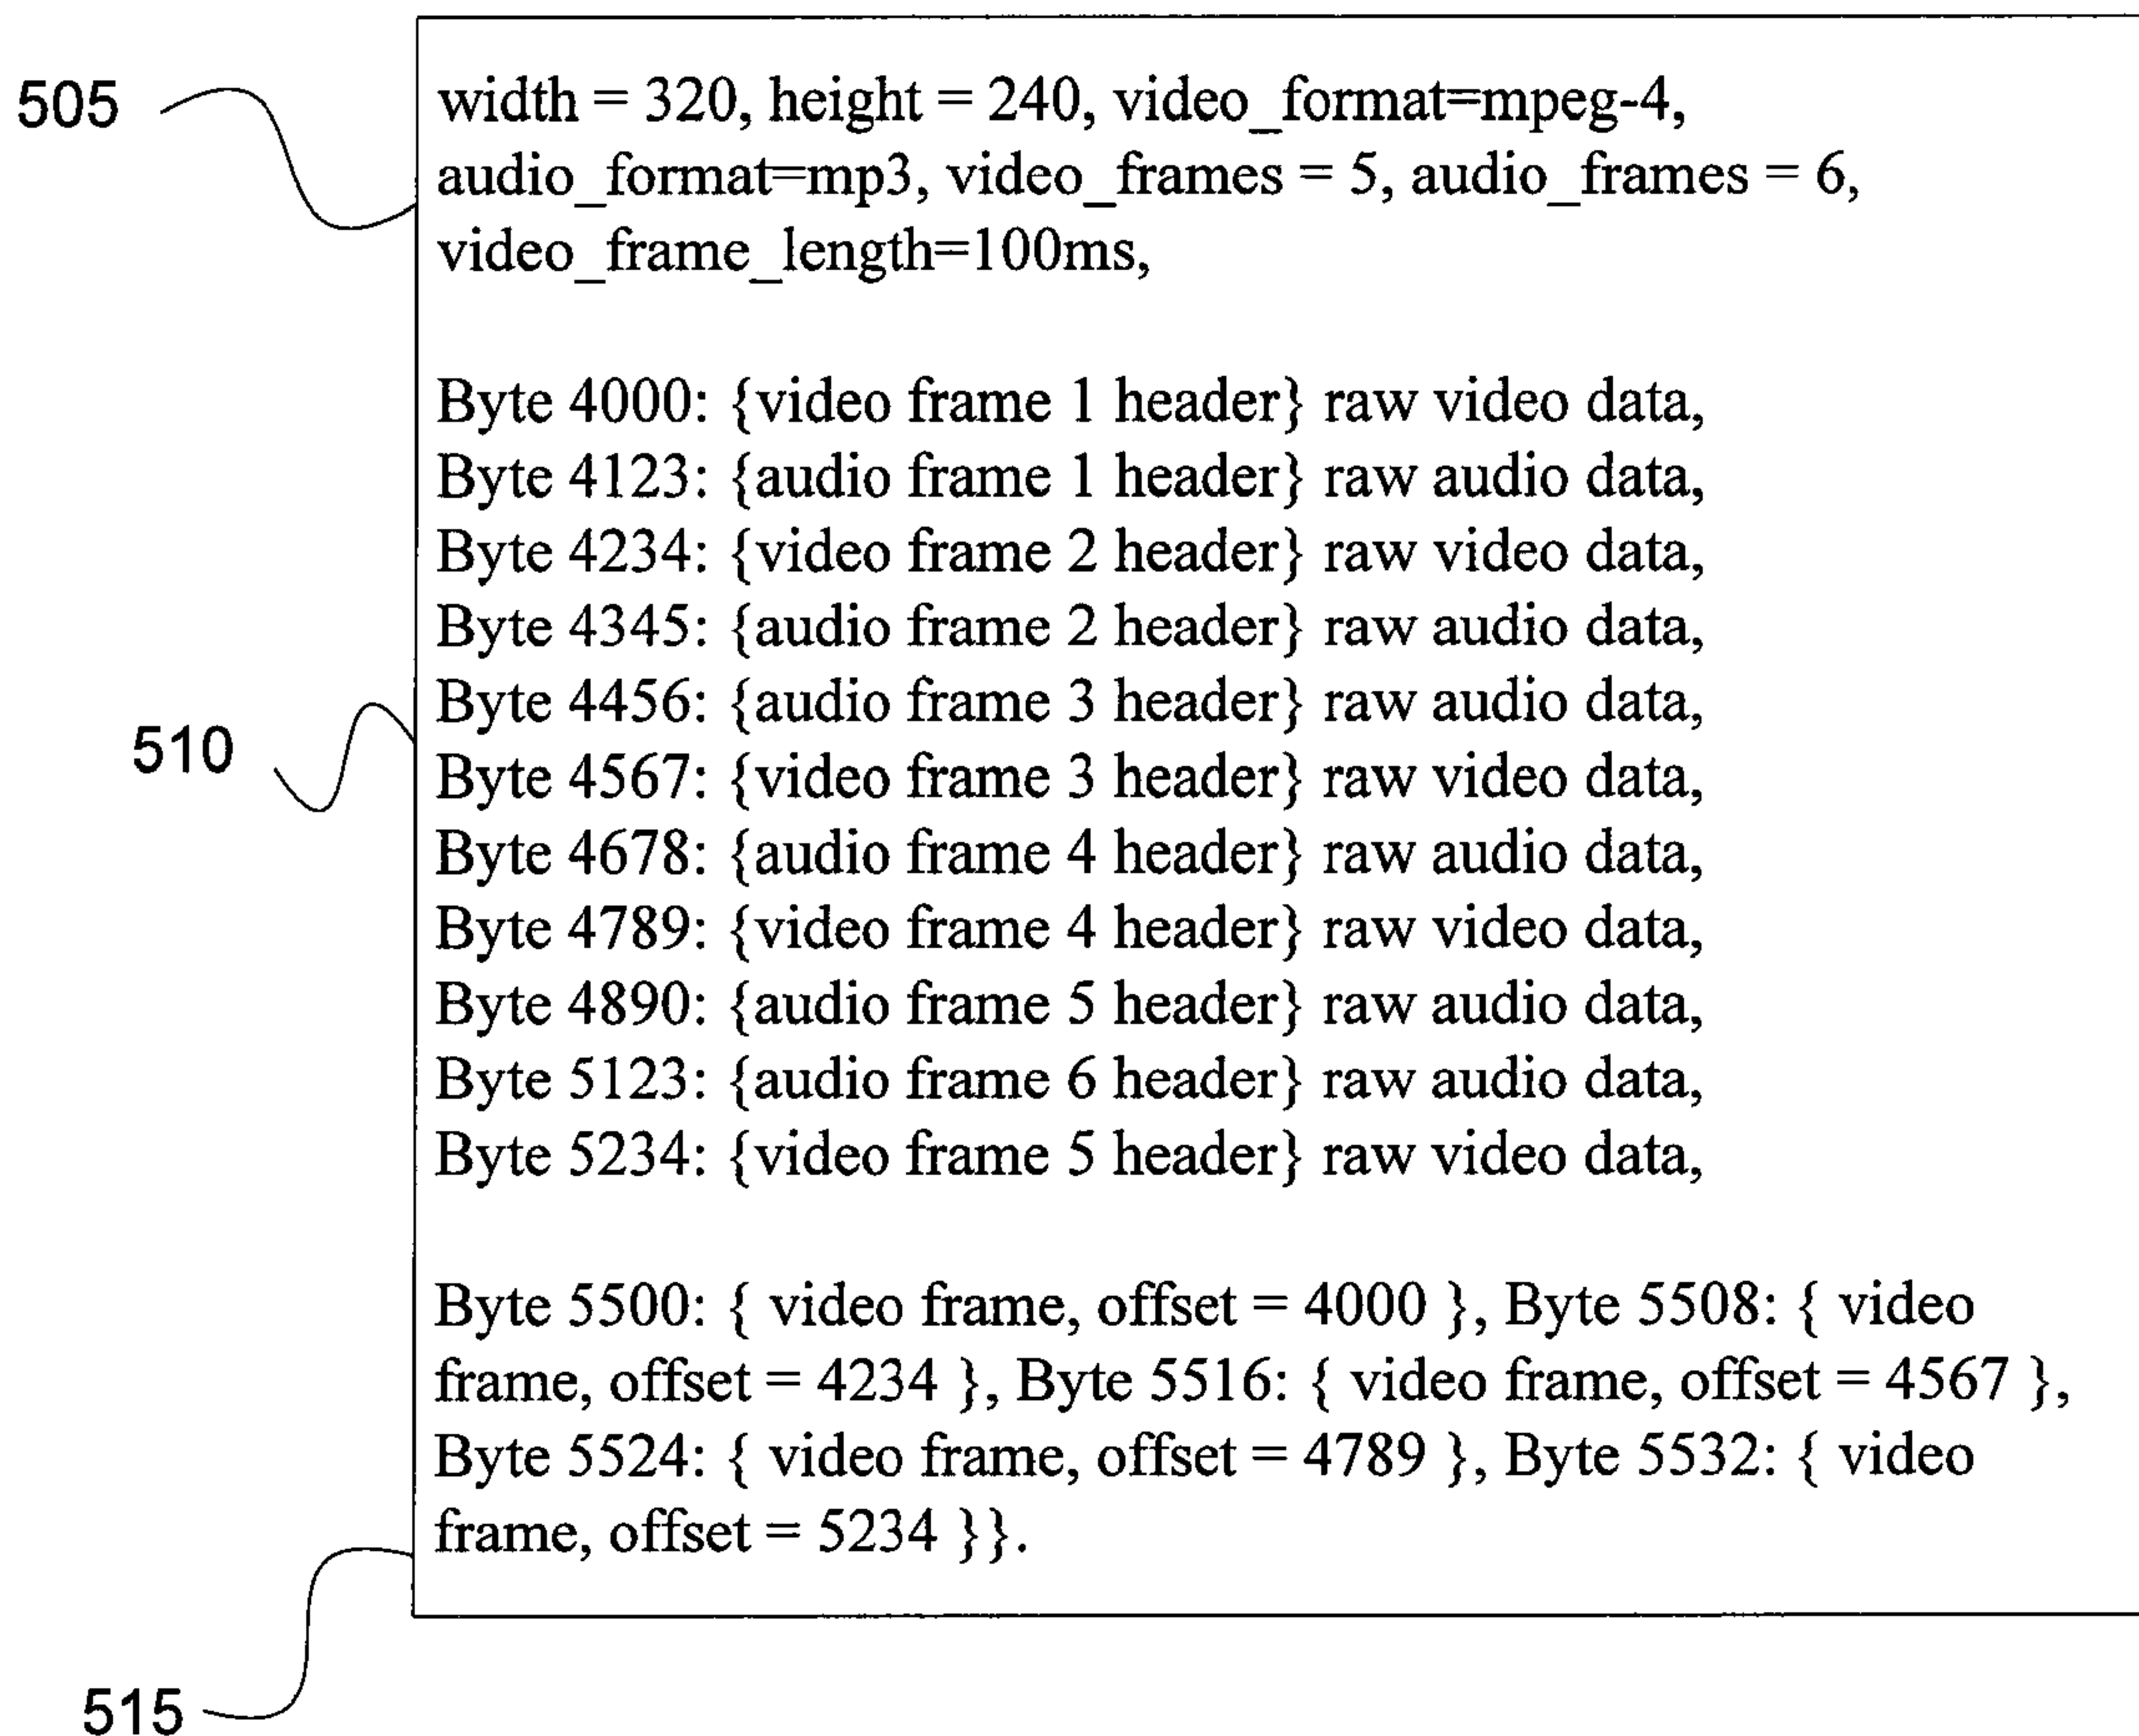 505
width = 320, height = 240, video_format=mpeg-4,
audio_format=mp3, video_frames = 5, audio_frames = 6,
video_frame_length=100ms,
Byte 4000: {video frame 1 header} raw video data,
Byte 4123: {audio frame 1 header} raw audio data,
Byte 4234: {video frame 2 header} raw video data,
Byte 4345: {audio frame 2 header} raw audio data,
Byte 4456: {audio frame 3 header} raw audio data,
510
Byte 4567: {video frame 3 header} raw video data,
Byte 4678: {audio frame 4 header} raw audio data,
Byte 4789: {video frame 4 header} raw video data,
Byte 4890: {audio frame 5 header} raw audio data,
Byte 5123: {audio frame 6 header} raw audio data,
Byte 5234: {video frame 5 header} raw video data,
Byte 5500: { video frame, offset = 4000 }, Byte 5508: { video
frame, offset = 4234 }, Byte 5516: { video frame, offset = 4567 },
Byte 5524: { video frame, offset = 4789 }, Byte 5532: { video
frame, offset = 5234 }}.
515